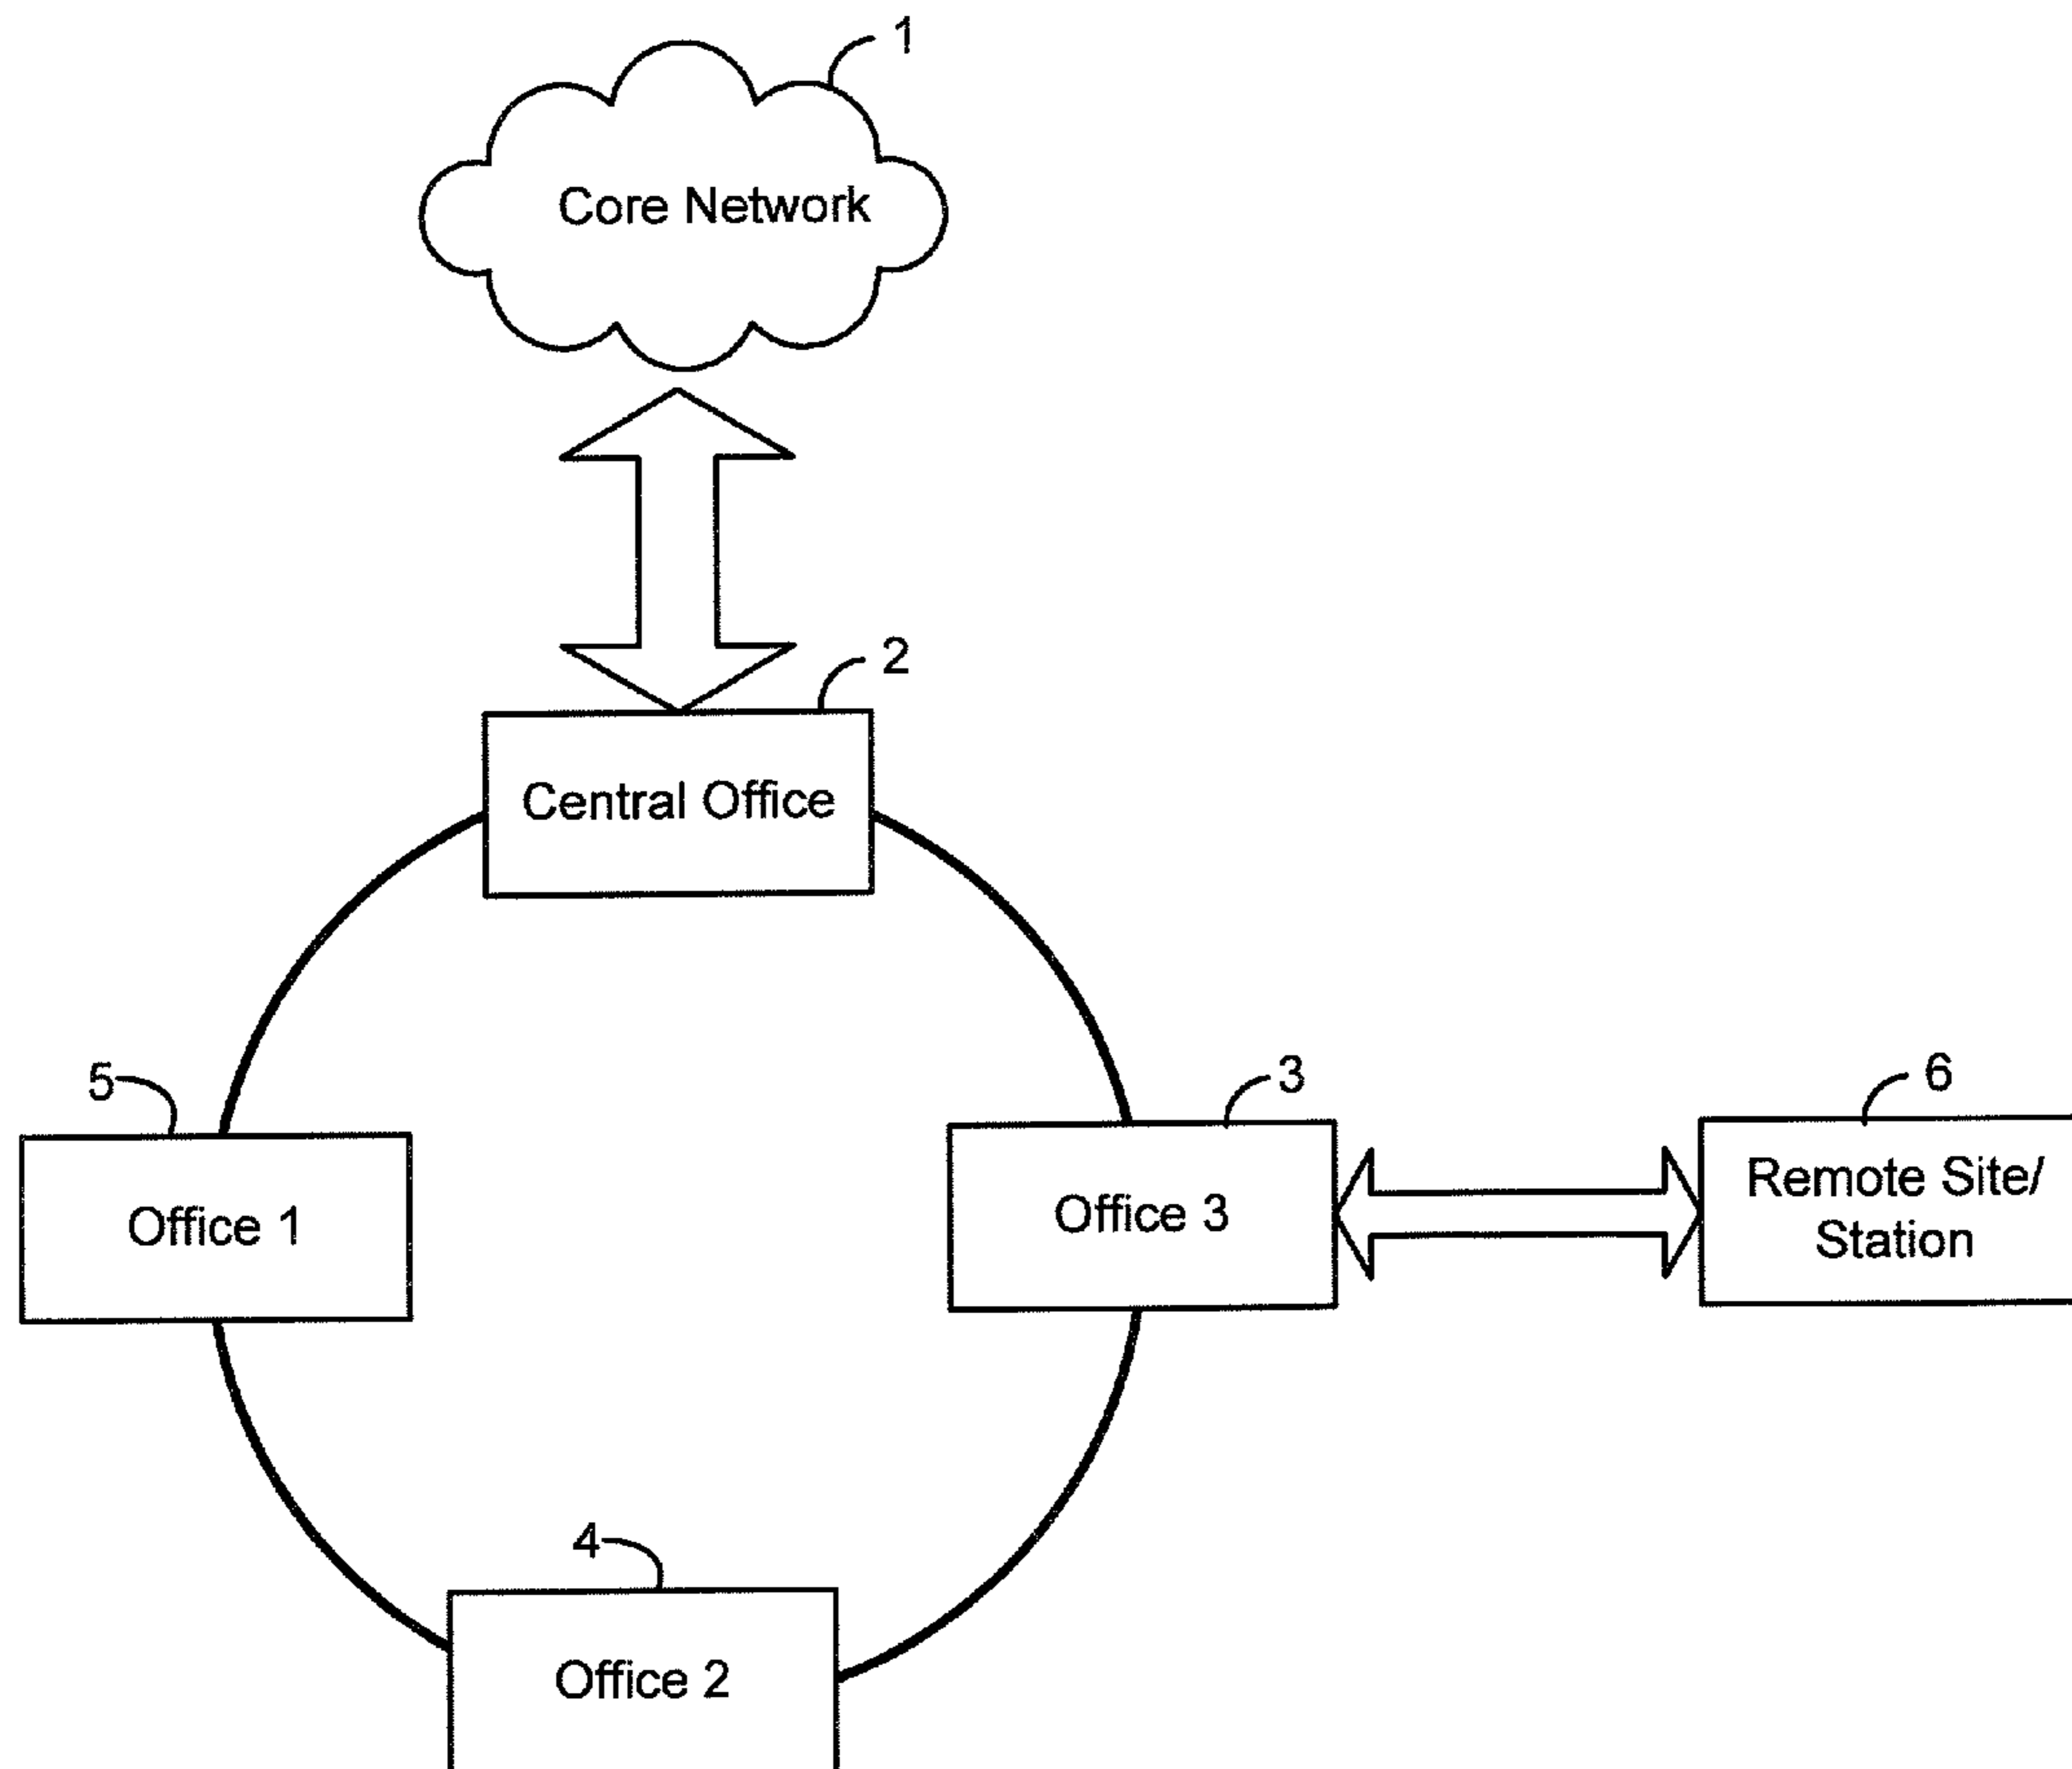 1
Core Network
2
Central Office
5
3
6
Office 1
Office 3
Remote Site/
Station
4
Office 2